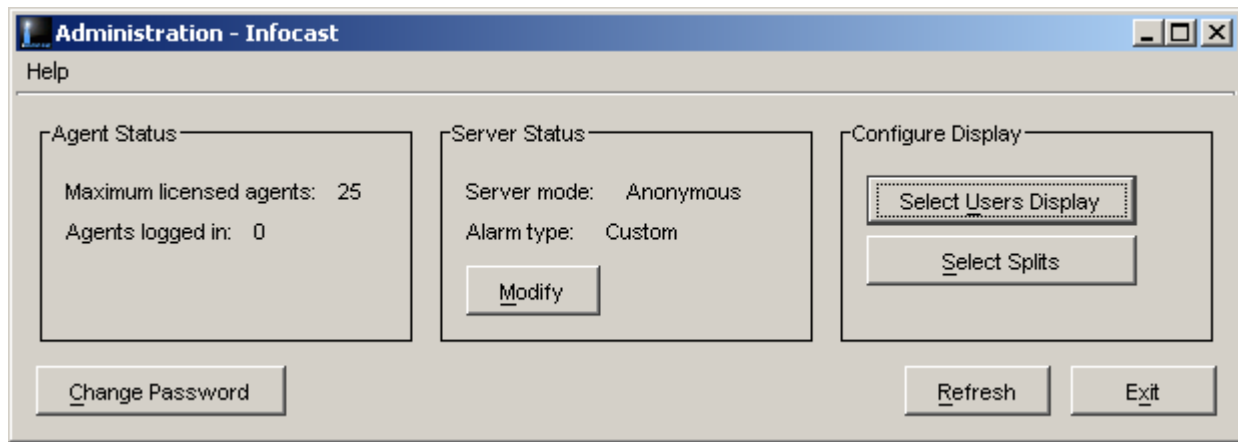 Administration - Infocast
Help
Agent Status
Maximum licensed agents: 25
Agents logged in: 0
Server Status
Server mode: Anonymous
Alarm type: Custom
Modify
Configure Display
Select Users Display
Select Splits
Change Password
Refresh
Exit